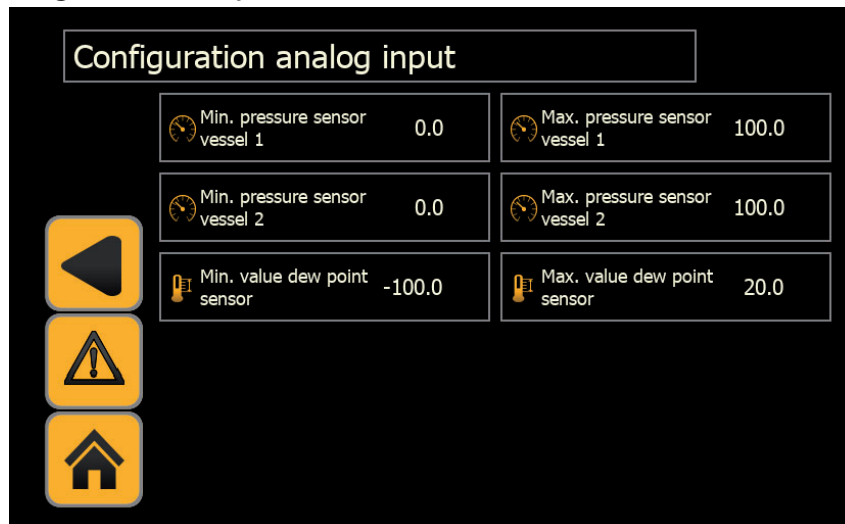 Configuration analog input
Min. pressure sensor
vessel 1
0.0
Max. pressure sensor
vessel 1
100.0
Min. pressure sensor
vessel 2
0.0
Max. pressure sensor
vessel 2
100.0
Min. value dew point
sensor
-100.0
Max. value dew point
sensor
20.0